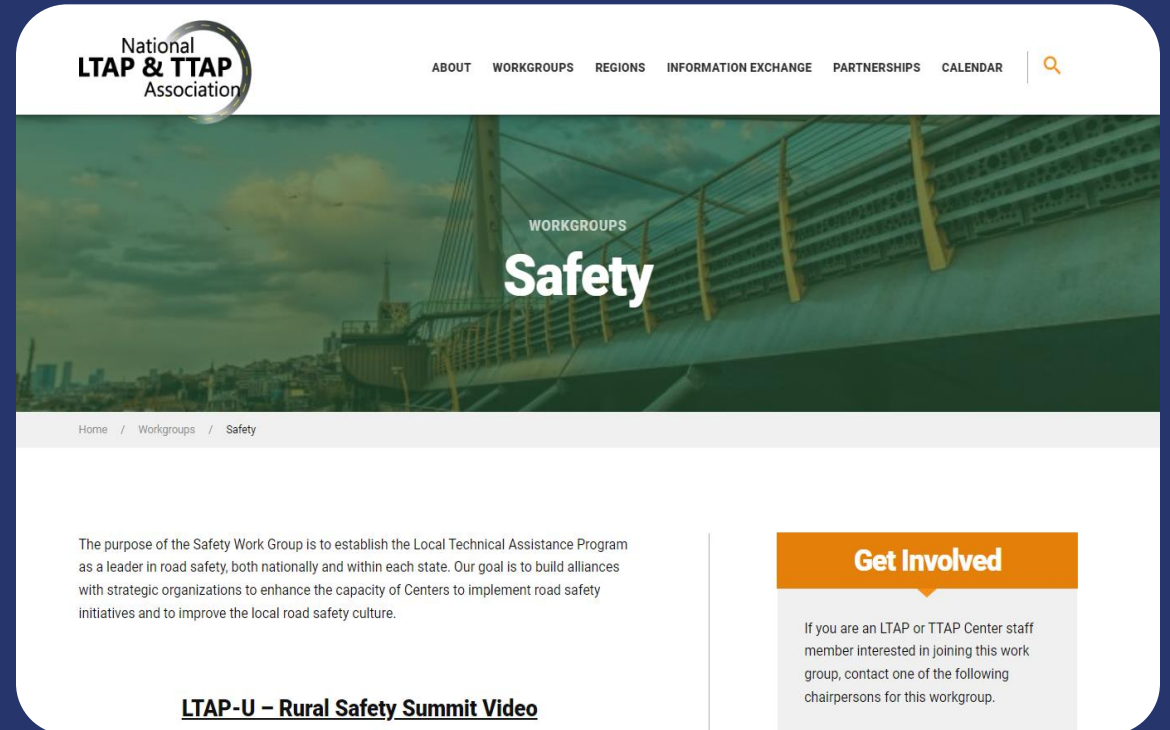 National
LTAP & TTAP
Association
ABOUT WORKGROUPS REGIONS INFORMATION EXCHANGE PARTNERSHIPS CALENDAR
WORKGROUPS
Safety
Home / Workgroups / Safety
The purpose of the Safety Work Group is to establish the Local Technical Assistance Program
as a leader in road safety, both nationally and within each state. Our goal is to build alliances
with strategic organizations to enhance the capacity of Centers to implement road safety
initiatives and to improve the local road safety culture.
LTAP-U – Rural Safety Summit Video
Get Involved
If you are an LTAP or TTAP Center staff
member interested in joining this work
group, contact one of the following
chairpersons for this workgroup.